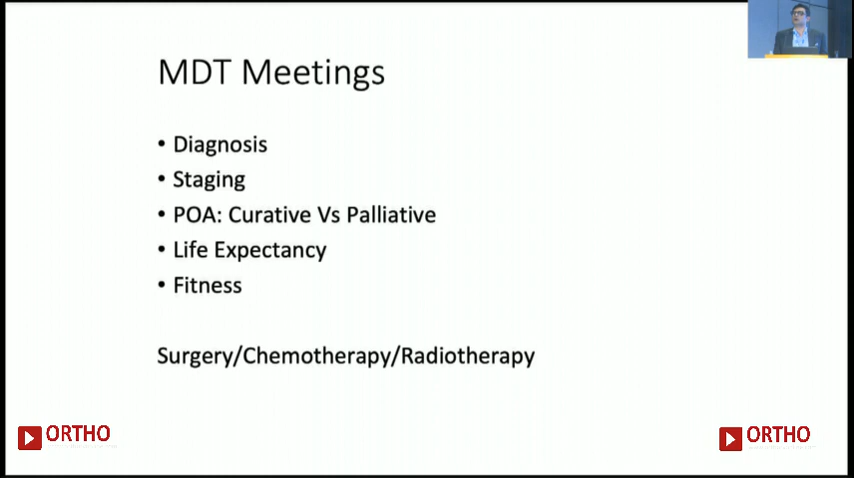 MDT Meetings
• Diagnosis
• Staging
• POA: Curative Vs Palliative
• Life Expectancy
• Fitness
Surgery/Chemotherapy/Radiotherapy
ORTHO
ORTHO